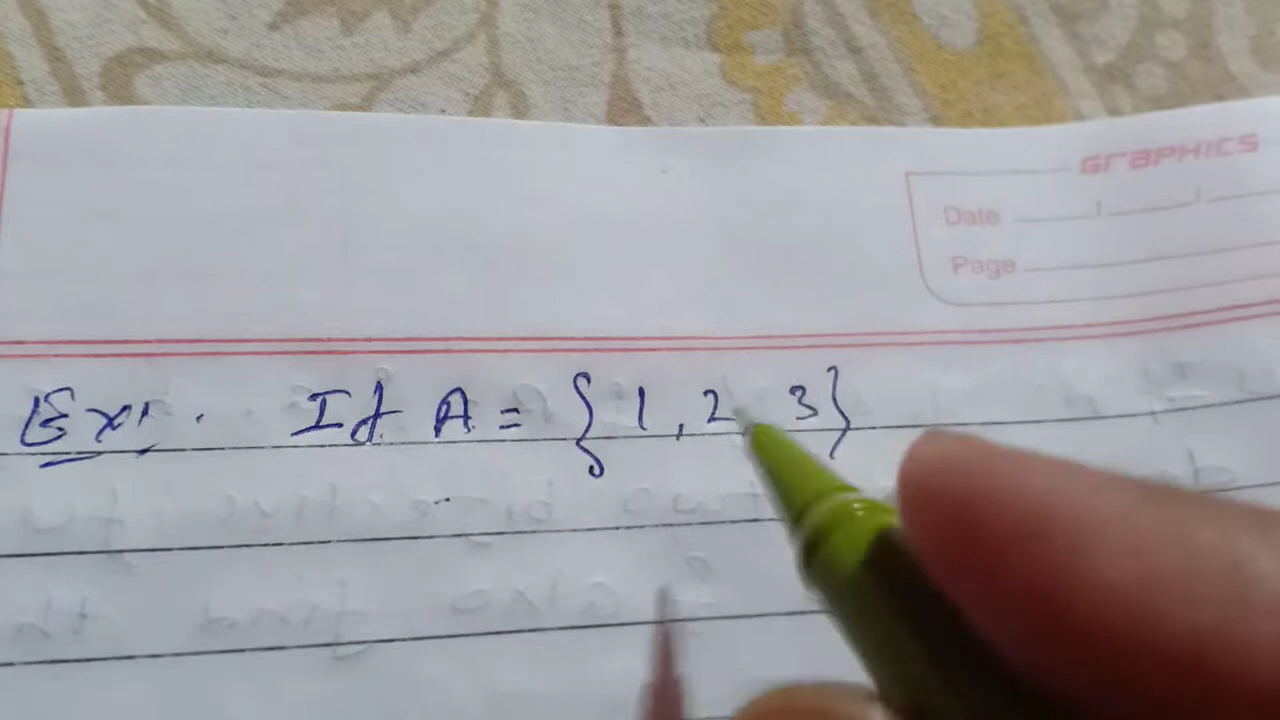 GRAPHICS
Date
Page
Ex. If A = {1, 2, 3}